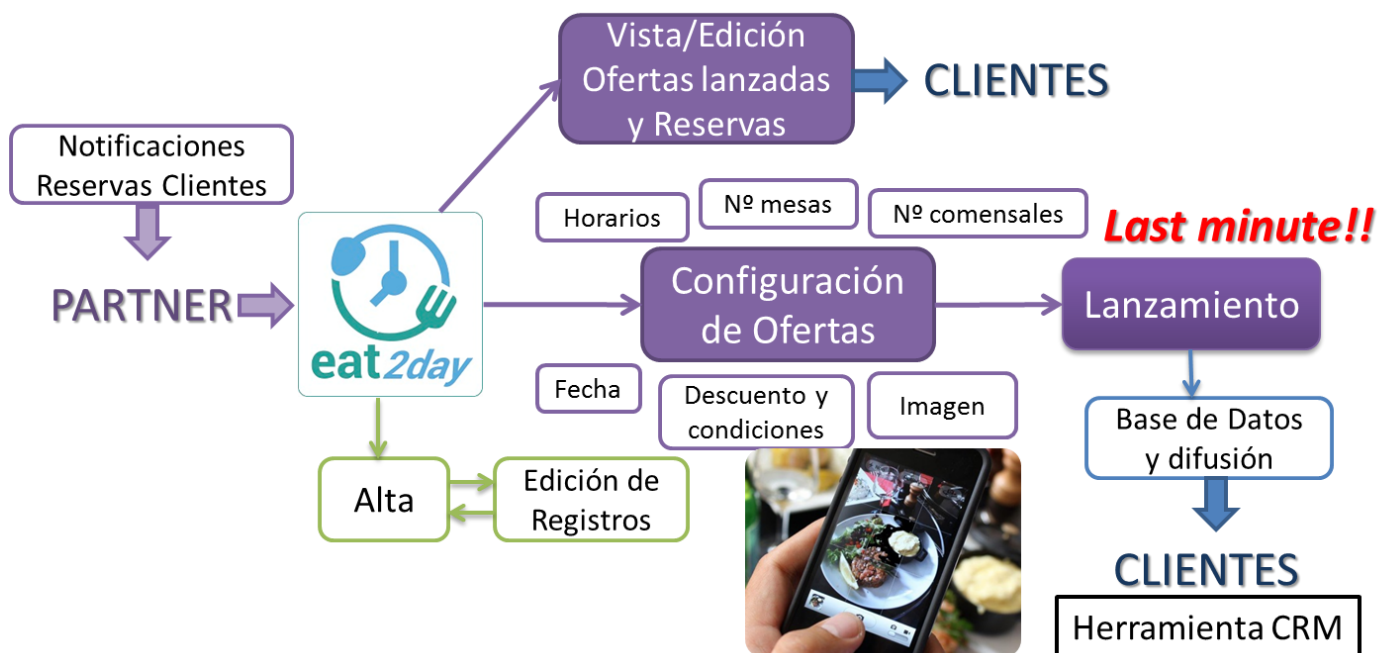 Vista/Edición
Ofertas lanzadas
y Reservas
CLIENTES
Notificaciones
Reservas Clientes
Horarios
Nº mesas
Nº comensales
Last minute!!
PARTNER
eat2day
Configuración
de Ofertas
Lanzamiento
Fecha
Descuento y
condiciones
Imagen
Base de Datos
y difusión
Alta
Edición de
Registros
CLIENTES
Herramienta CRM